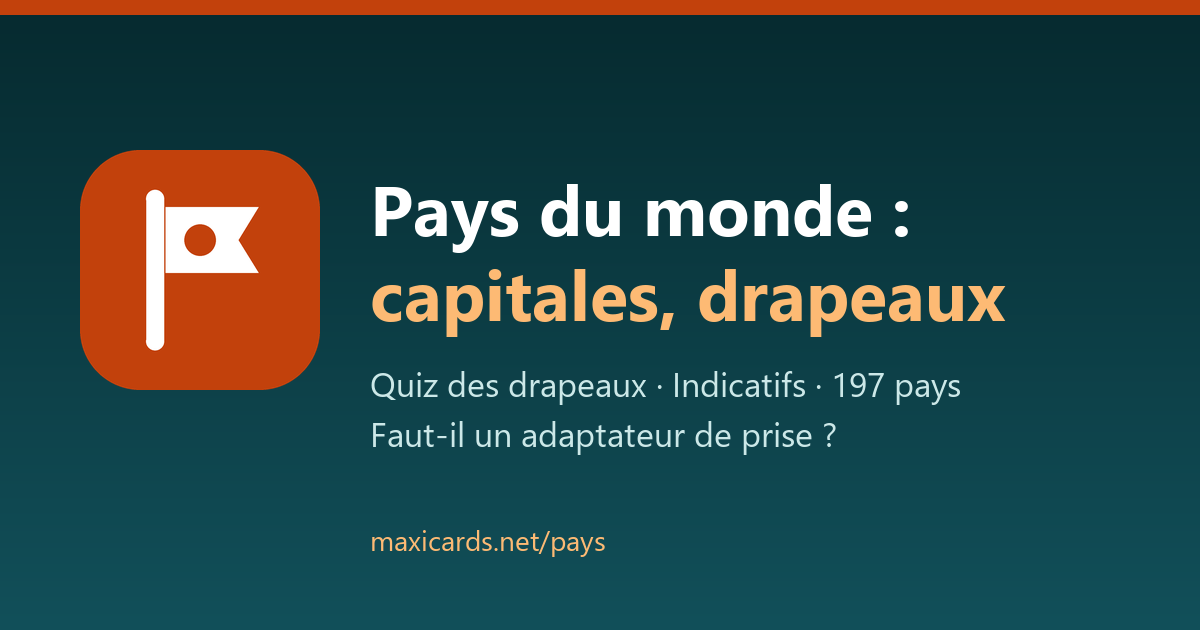 Pays du monde :
capitales, drapeaux
Quiz des drapeaux · Indicatifs · 197 pays
Faut-il un adaptateur de prise ?
maxicards.net/pays